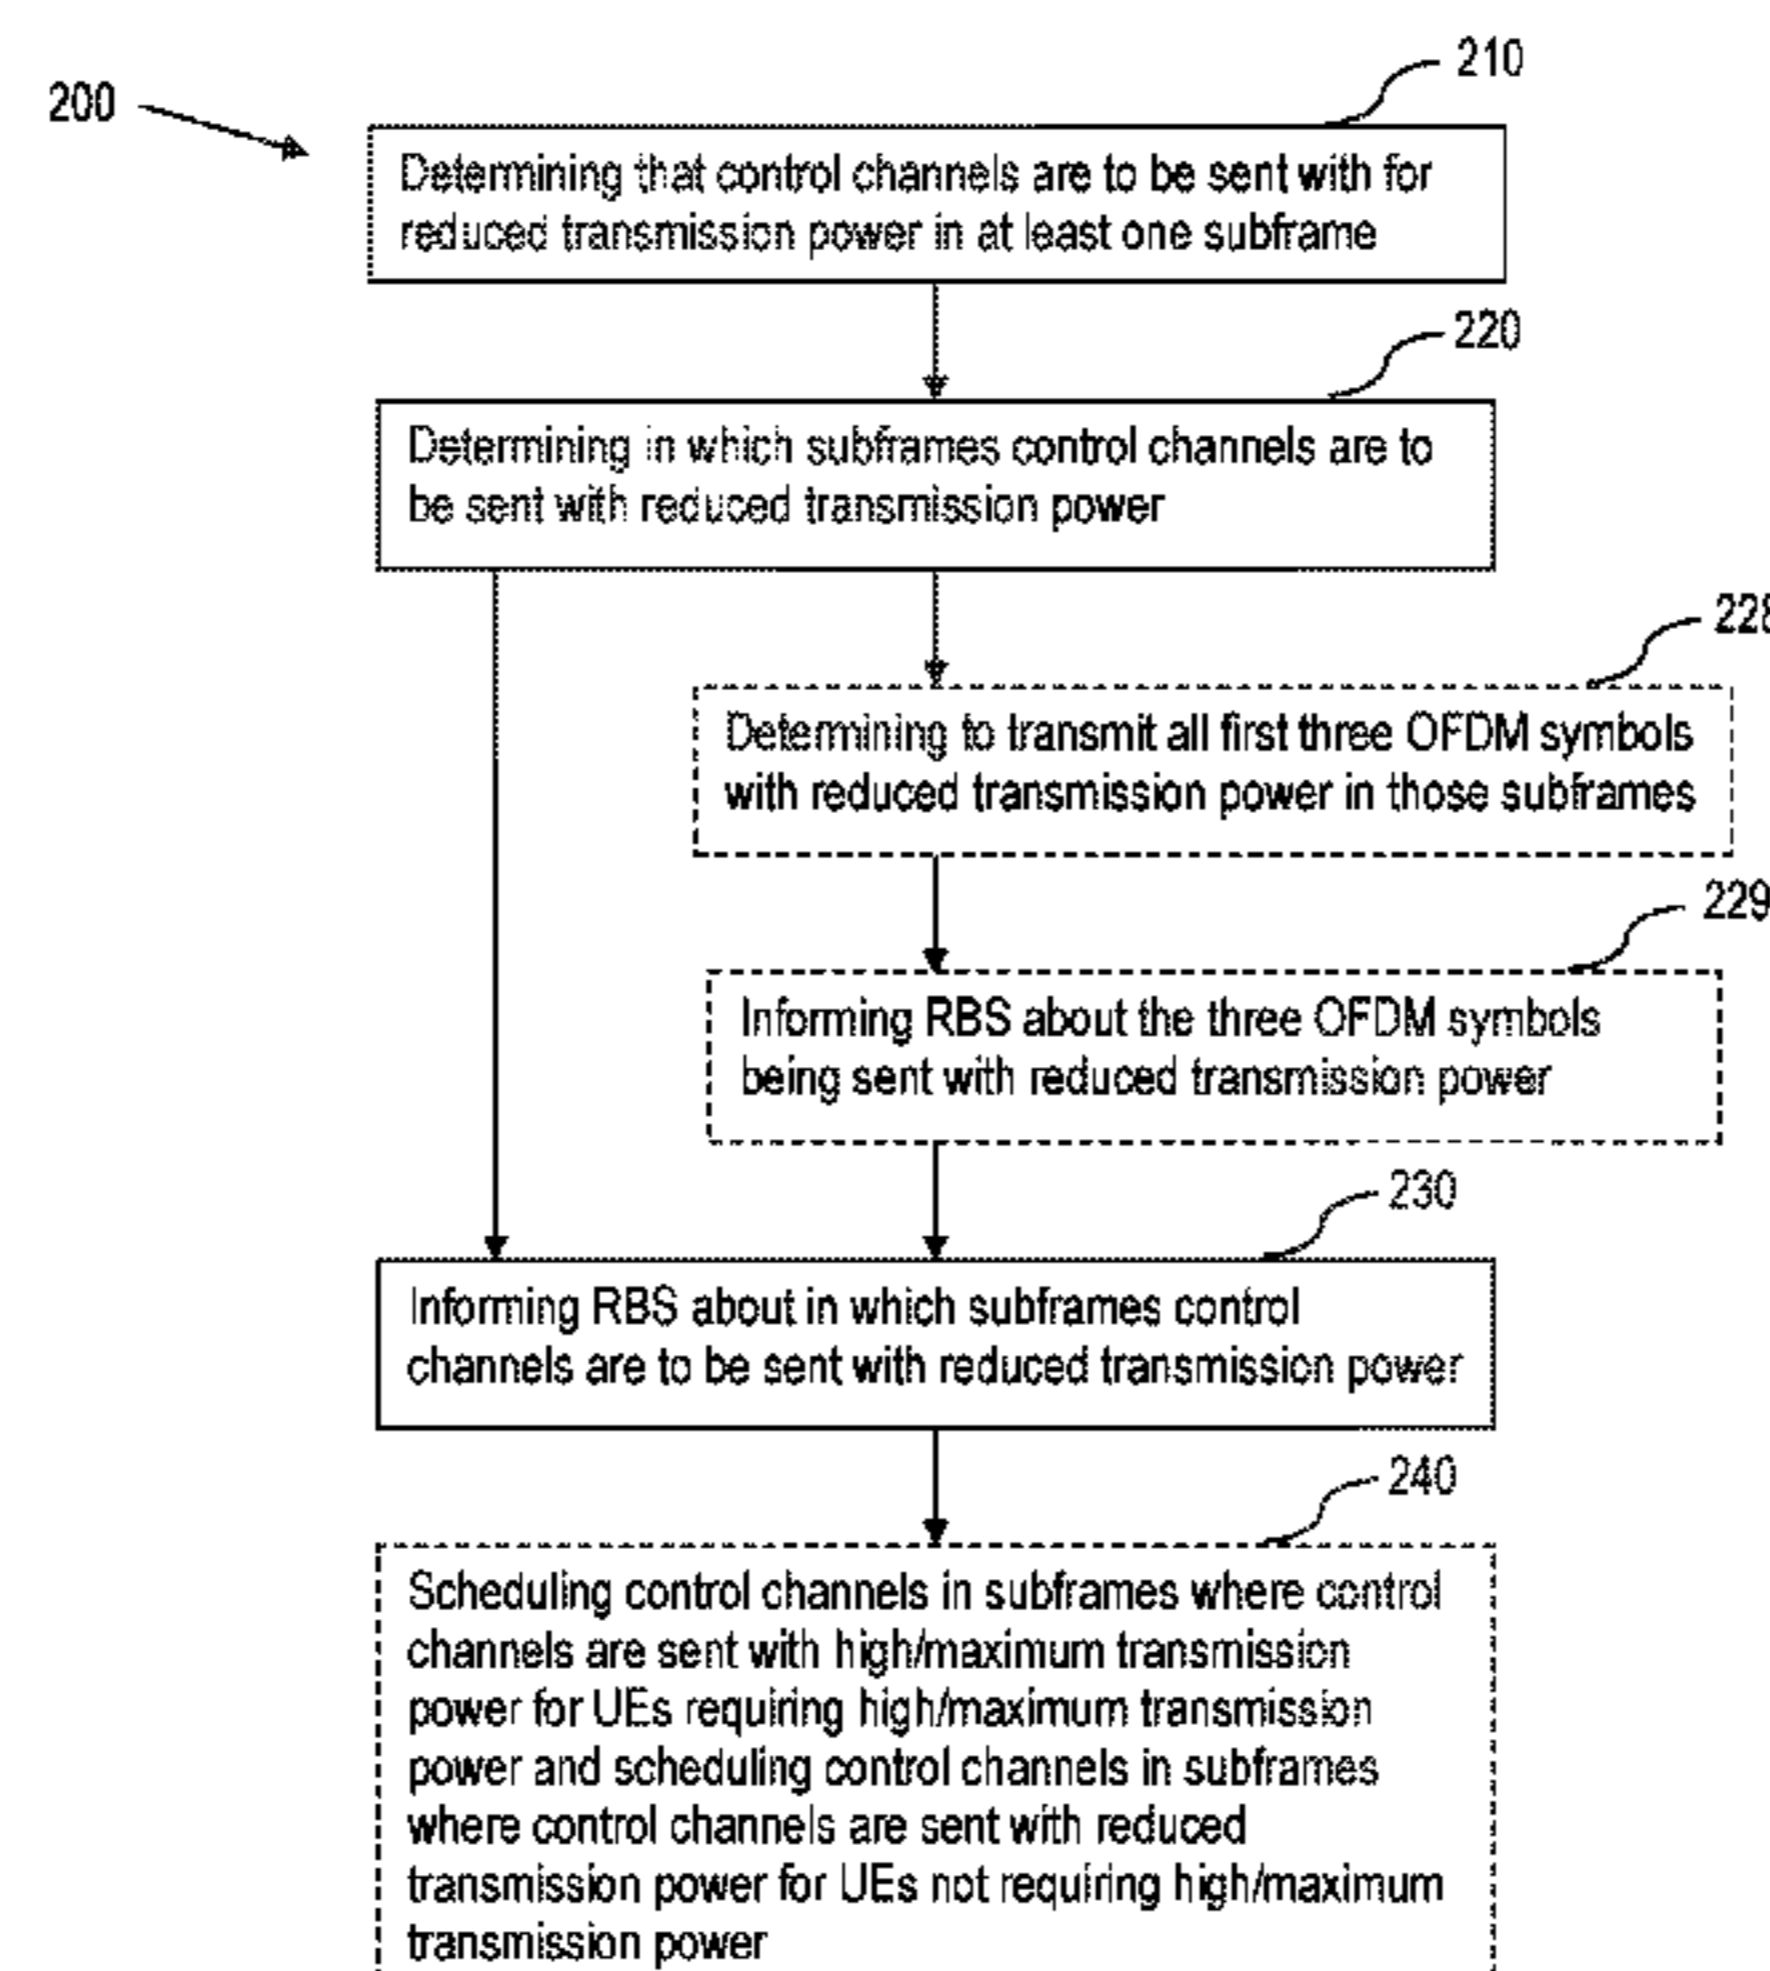 200
210
Determining that control channels are to be sent with for
reduced transmission power in at least one subframe
220
Determining in which subframes control channels are to
be sent with reduced transmission power
228
Determining to transmit all first three OFDM symbols
with reduced transmission power in those subframes
229
Informing RBS about the three OFDM symbols
being sent with reduced transmission power
230
Informing RBS about in which subframes control
channels are to be sent with reduced transmission power
240
Scheduling control channels in subframes where control
channels are sent with high/maximum transmission
power for UEs requiring high/maximum transmission
power and scheduling control channels in subframes
where control channels are sent with reduced
transmission power for UEs not requiring high/maximum
transmission power